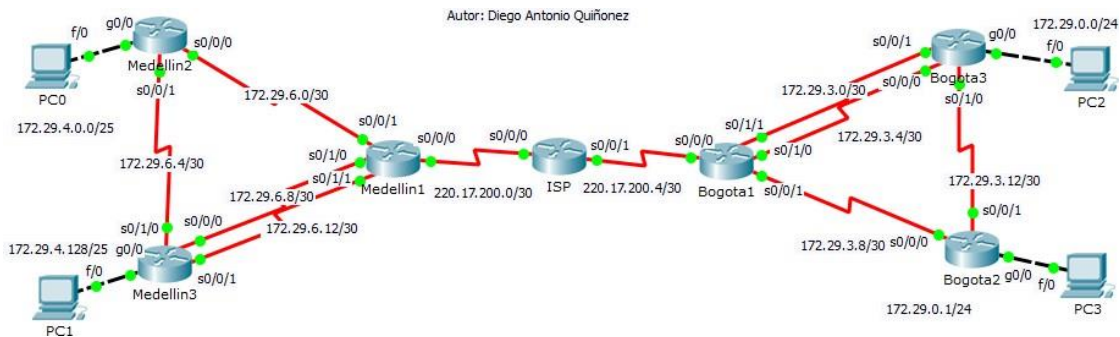 Autor: Diego Antonio Quiñonez
f/0
g0/0
Medellin2
s0/0/0
PC0
s0/0/1
172.29.4.0.0/25
172.29.6.0/30
172.29.6.4/30
s0/0/1
s0/1/0
s0/1/1
s0/0/0
Medellin1
220.17.200.0/30
172.29.6.8/30
172.29.6.12/30
s0/1/0
s0/0/0
172.29.4.128/25
g0/0
s0/0/1
f/0
Medellin3
PC1
s0/0/0
ISP
s0/0/1
220.17.200.4/30
s0/0/0
s0/1/1
s0/1/0
Bogota1
s0/0/1
172.29.3.0/30
172.29.3.4/30
s0/0/1
s0/0/0
g0/0
Bogota3
s0/1/0
172.29.0.0/24
f/0
PC2
172.29.3.12/30
s0/0/1
172.29.3.8/30
s0/0/0
Bogota2
g0/0
f/0
PC3
172.29.0.1/24